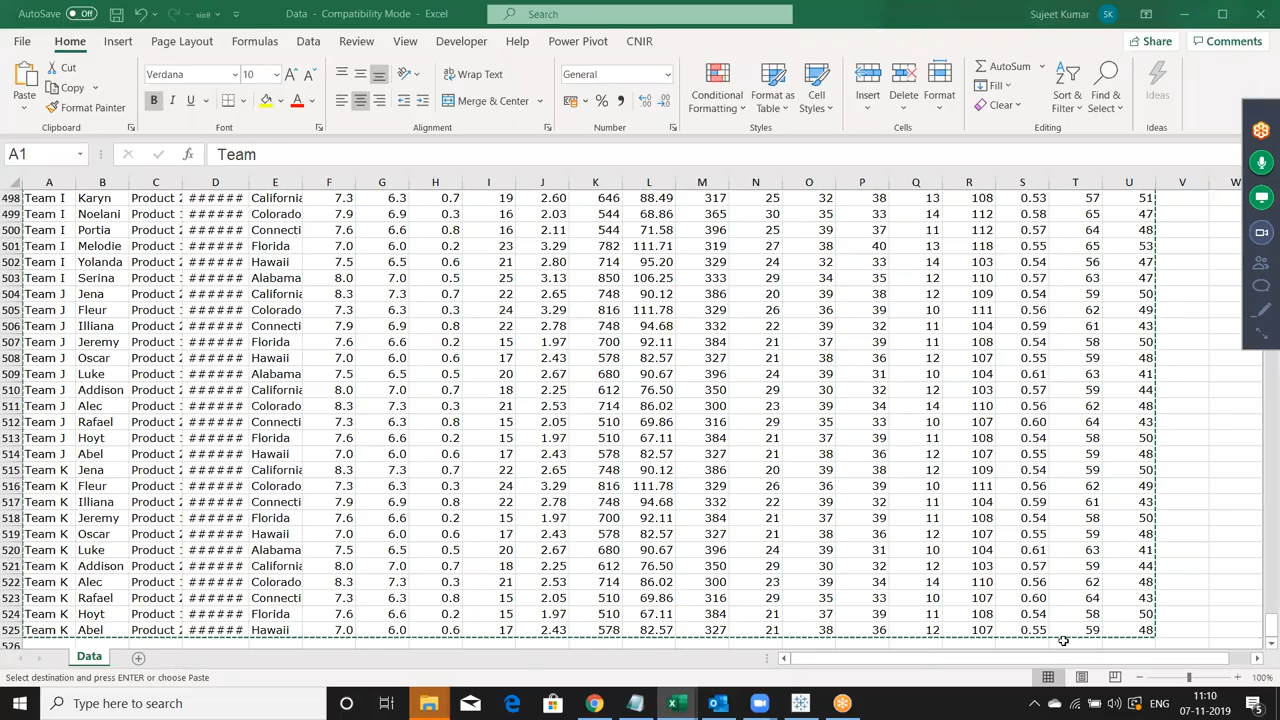 AutoSave Off Data - Compatibility Mode - Excel Search Sujeet Kumar SK
File Home Insert Page Layout Formulas Data Review View Developer Help Power Pivot CNIR Share Comments
Paste Cut Copy Format Painter Clipboard
Verdana 10 B I U A Font
Wrap Text Merge & Center Alignment
General % Number
Conditional Formatting Format as Table Cell Styles Styles
Insert Delete Format Cells
AutoSum Fill Clear Sort & Filter Find & Select Editing
Ideas Ideas
A1 fx Team
A B C D E F G H I J K L M N O P Q R S T U V W
498 Team I Karyn Product ###### California 7.3 6.3 0.7 19 2.60 646 88.49 317 25 32 38 13 108 0.53 57 51
499 Team I Noelani Product ###### Colorado 7.9 6.9 0.3 16 2.03 544 68.86 365 30 35 33 14 112 0.58 65 47
500 Team I Portia Product ###### Connecti 7.6 6.6 0.8 16 2.11 544 71.58 396 25 39 37 11 112 0.57 64 48
501 Team I Melodie Product ###### Florida 7.0 6.0 0.2 23 3.29 782 111.71 319 27 38 40 13 118 0.55 65 53
502 Team I Yolanda Product ###### Hawaii 7.5 6.5 0.6 21 2.80 714 95.20 329 24 32 33 14 103 0.54 56 47
503 Team I Serina Product ###### Alabama 8.0 7.0 0.5 25 3.13 850 106.25 333 29 34 35 12 110 0.57 63 47
504 Team J Jena Product ###### California 8.3 7.3 0.7 22 2.65 748 90.12 386 20 39 38 12 109 0.54 59 50
505 Team J Fleur Product ###### Colorado 7.3 6.3 0.3 24 3.29 816 111.78 329 26 36 39 10 111 0.56 62 49
506 Team J Illiana Product ###### Connecti 7.9 6.9 0.8 22 2.78 748 94.68 332 22 39 32 11 104 0.59 61 43
507 Team J Jeremy Product ###### Florida 7.6 6.6 0.2 15 1.97 700 92.11 384 21 37 39 11 108 0.54 58 50
508 Team J Oscar Product ###### Hawaii 7.0 6.0 0.6 17 2.43 578 82.57 327 21 38 36 12 107 0.55 59 48
509 Team J Luke Product ###### Alabama 7.5 6.5 0.5 20 2.67 680 90.67 396 24 39 31 10 104 0.61 63 41
510 Team J Addison Product ###### California 8.0 7.0 0.7 18 2.25 612 76.50 350 29 30 32 12 103 0.57 59 44
511 Team J Alec Product ###### Colorado 8.3 7.3 0.3 21 2.53 714 86.02 300 23 39 34 14 110 0.56 62 48
512 Team J Rafael Product ###### Connecti 7.3 6.3 0.8 15 2.05 510 69.86 316 29 35 33 10 107 0.60 64 43
513 Team J Hoyt Product ###### Florida 7.6 6.6 0.2 15 1.97 510 67.11 384 21 37 39 11 108 0.54 58 50
514 Team J Abel Product ###### Hawaii 7.0 6.0 0.6 17 2.43 578 82.57 327 21 38 36 12 107 0.55 59 48
515 Team K Jena Product ###### California 8.3 7.3 0.7 22 2.65 748 90.12 386 20 39 38 12 109 0.54 59 50
516 Team K Fleur Product ###### Colorado 7.3 6.3 0.3 24 3.29 816 111.78 329 26 36 39 10 111 0.56 62 49
517 Team K Illiana Product ###### Connecti 7.9 6.9 0.8 22 2.78 748 94.68 332 22 39 32 11 104 0.59 61 43
518 Team K Jeremy Product ###### Florida 7.6 6.6 0.2 15 1.97 700 92.11 384 21 37 39 11 108 0.54 58 50
519 Team K Oscar Product ###### Hawaii 7.0 6.0 0.6 17 2.43 578 82.57 327 21 38 36 12 107 0.55 59 48
520 Team K Luke Product ###### Alabama 7.5 6.5 0.5 20 2.67 680 90.67 396 24 39 31 10 104 0.61 63 41
521 Team K Addison Product ###### California 8.0 7.0 0.7 18 2.25 612 76.50 350 29 30 32 12 103 0.57 59 44
522 Team K Alec Product ###### Colorado 8.3 7.3 0.3 21 2.53 714 86.02 300 23 39 34 14 110 0.56 62 48
523 Team K Rafael Product ###### Connecti 7.3 6.3 0.8 15 2.05 510 69.86 316 29 35 33 10 107 0.60 64 43
524 Team K Hoyt Product ###### Florida 7.6 6.6 0.2 15 1.97 510 67.11 384 21 37 39 11 108 0.54 58 50
525 Team K Abel Product ###### Hawaii 7.0 6.0 0.6 17 2.43 578 82.57 327 21 38 36 12 107 0.55 59 48
526
Data
Select destination and press ENTER or choose Paste 100%
Type here to search ENG 11:10
07-11-2019